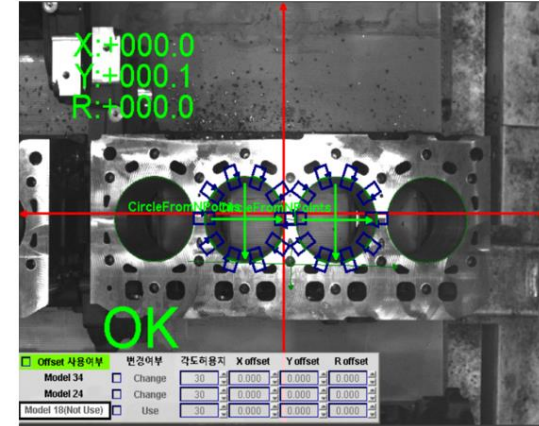 X:+000.0
Y:+000.1
R:+000.0
CircleFromNPoints
CircleFromNPoints
OK
Offset 사용여부 변경여부 각도허용치 X offset Y offset R offset
Model 34 Change 30 0.000 0.000 0.000
Model 24 Change 30 0.000 0.000 0.000
Model 18(Not Use) Use 30 0.000 0.000 0.000